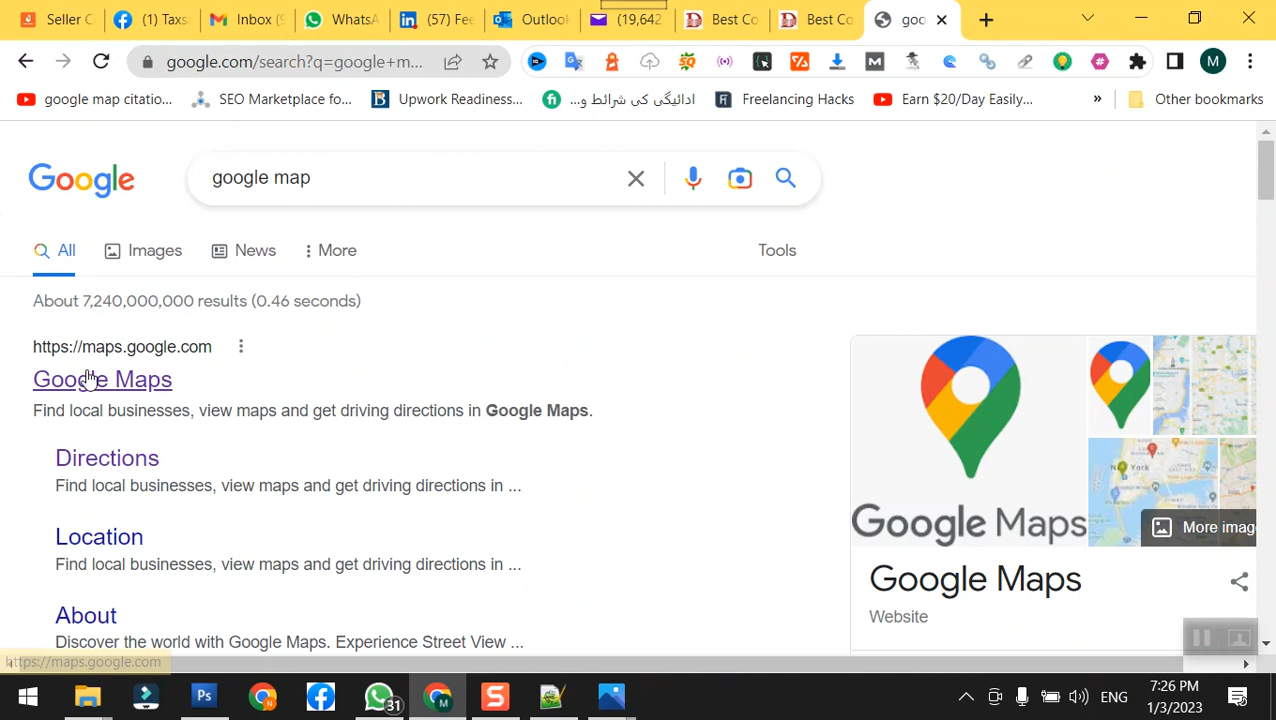 Seller C
(1) Taxs
Inbox (9
WhatsA
(57) Fee
Outlook
(19,642
Best Co
Best Co
goo
google.com/search?q=google+m...
M
google map citatio...
SEO Marketplace fo...
Upwork Readiness...
ادائیگی کی شرائط و...
Freelancing Hacks
Earn $20/Day Easily...
»
Other bookmarks
Google
google map
All
Images
News
More
Tools
About 7,240,000,000 results (0.46 seconds)
https://maps.google.com
Google Maps
Find local businesses, view maps and get driving directions in Google Maps.
Directions
Find local businesses, view maps and get driving directions in ...
Location
Find local businesses, view maps and get driving directions in ...
About
Discover the world with Google Maps. Experience Street View ...
Google Maps
More imag
Google Maps
Website
https://maps.google.com
31
ENG
7:26 PM
1/3/2023